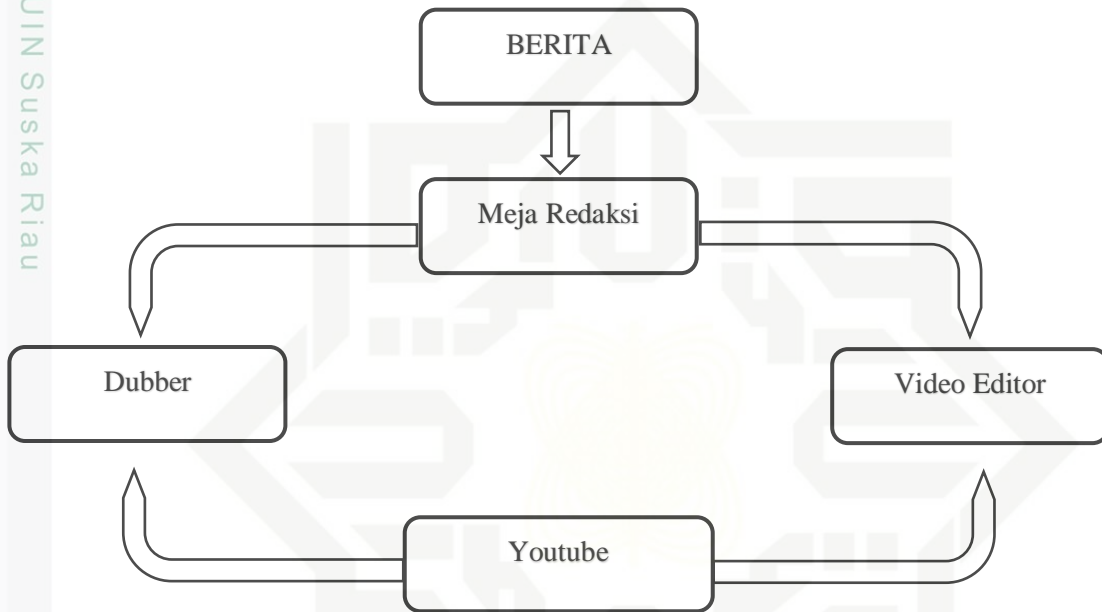 UIN Suska Riau
BERITA
Meja Redaksi
Dubber
Video Editor
Youtube